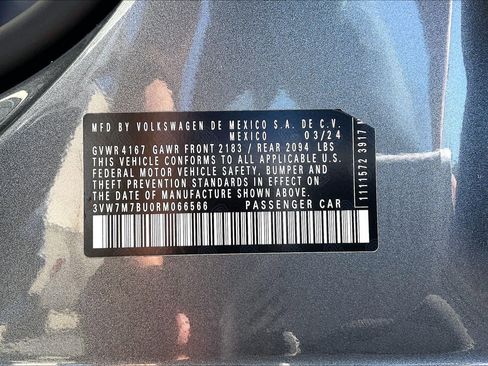 MFD BY VOLKSWAGEN DE MEXICO S.A. DE C.V.
MEXICO 03/24
GVWR 4167 GAWR FRONT 2183 / REAR 2094 LBS
THIS VEHICLE CONFORMS TO ALL APPLICABLE U.S.
FEDERAL MOTOR VEHICLE SAFETY, BUMPER AND
THEFT PREVENTION STANDARDS IN EFFECT ON
THE DATE OF MANUFACTURE SHOWN ABOVE.
3VW7M7BU0RM066566 PASSENGER CAR
1111572 3917